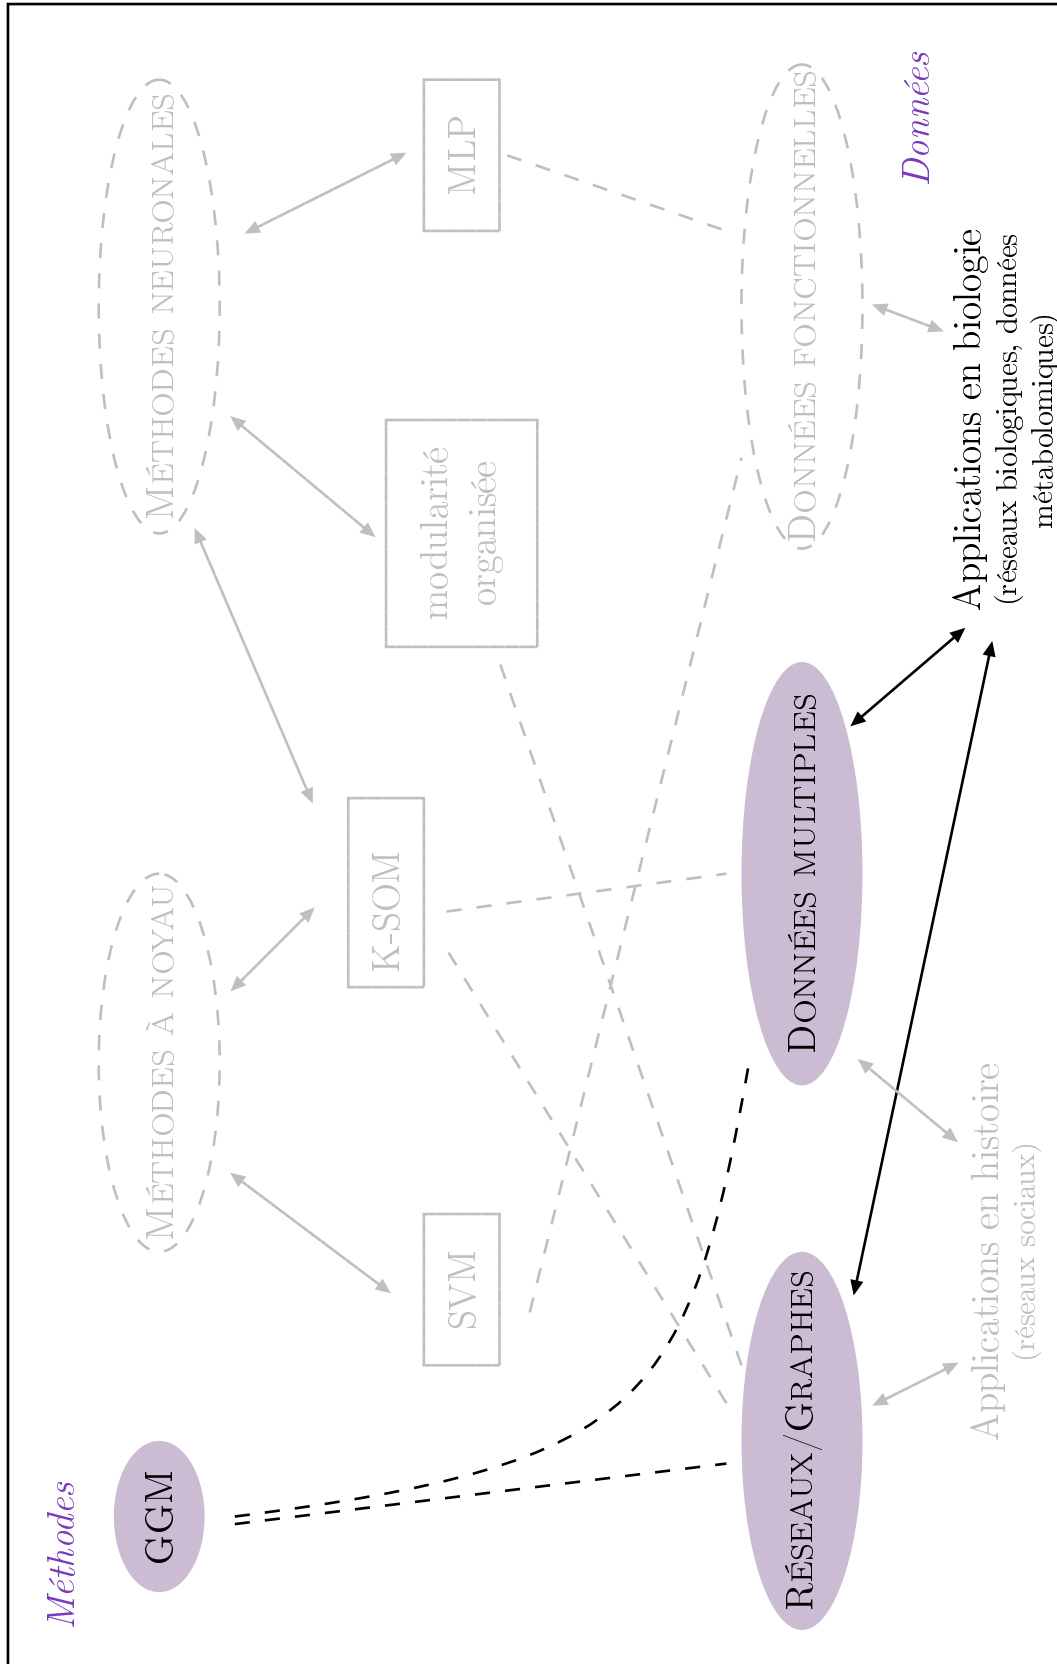 Méthodes
GGM
MÉTHODES À NOYAU
MÉTHODES NEURONALES
SVM
K-SOM
modularité
organisée
MLP
RÉSEAUX/GRAPHES
DONNÉES MULTIPLES
DONNÉES FONCTIONNELLES
Données
Applications en histoire
(réseaux sociaux)
Applications en biologie
(réseaux biologiques, données
métabolomiques)